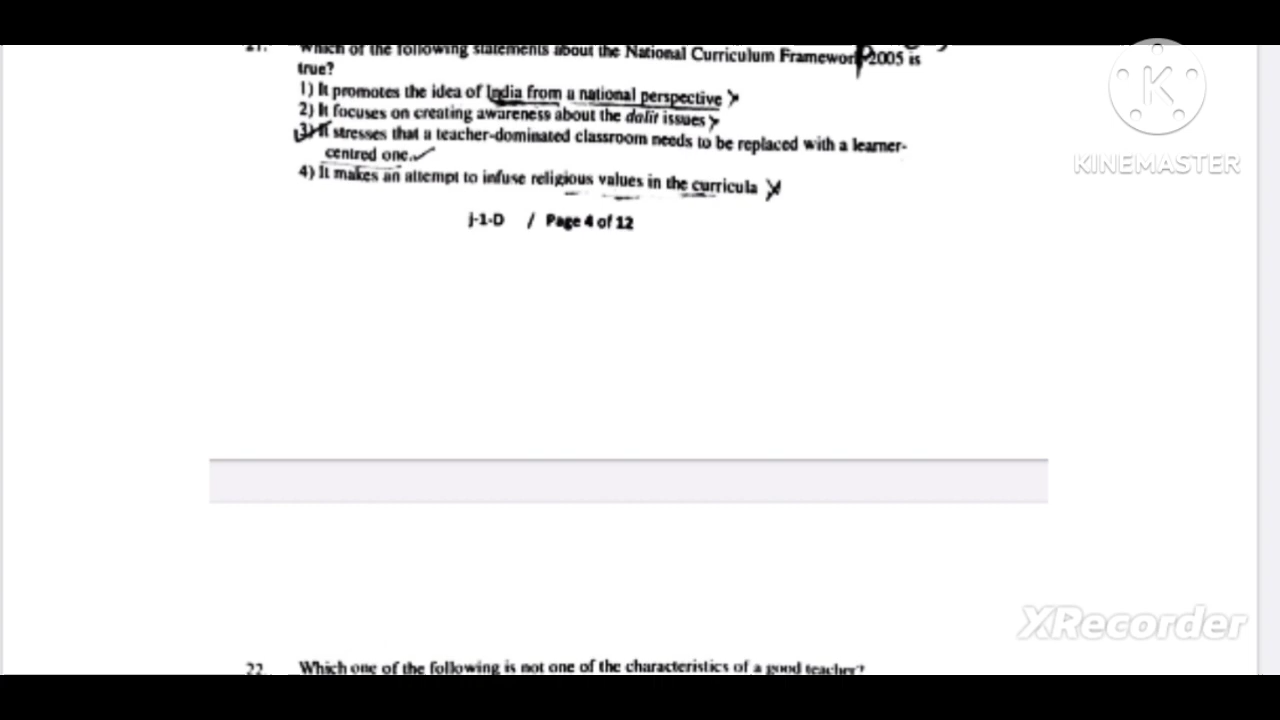 21. Which of the following statements about the National Curriculum Framework 2005 is
true?
1) It promotes the idea of India from a national perspective
2) It focuses on creating awareness about the dalit issues
3) It stresses that a teacher-dominated classroom needs to be replaced with a learner-
centred one.
4) It makes an attempt to infuse religious values in the curricula
j-1-D / Page 4 of 12
22. Which one of the following is not one of the characteristics of a good teacher?
K
KINEMASTER
XRecorder